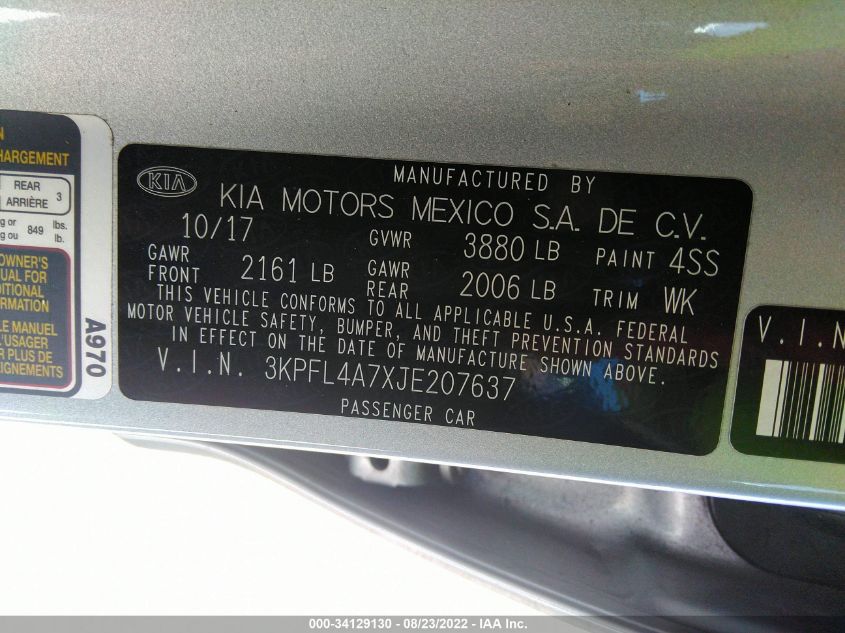 HARGEMENT
REAR
ARRIÈRE 3
849 lbs.
lb.
OWNER'S
FOR
MANUEL
PLUS DE
A970
KIA
MANUFACTURED BY
KIA MOTORS MEXICO S.A. DE C.V.
10/17 GVWR 3880 LB PAINT 4SS
GAWR FRONT 2161 LB GAWR REAR 2006 LB TRIM WK
THIS VEHICLE CONFORMS TO ALL APPLICABLE U.S.A. FEDERAL
MOTOR VEHICLE SAFETY, BUMPER, AND THEFT PREVENTION STANDARDS
IN EFFECT ON THE DATE OF MANUFACTURE SHOWN ABOVE.
V.I.N. 3KPFL4A7XJE207637
PASSENGER CAR
V.I.N
000-34129130 - 08/23/2022 - IAA Inc.